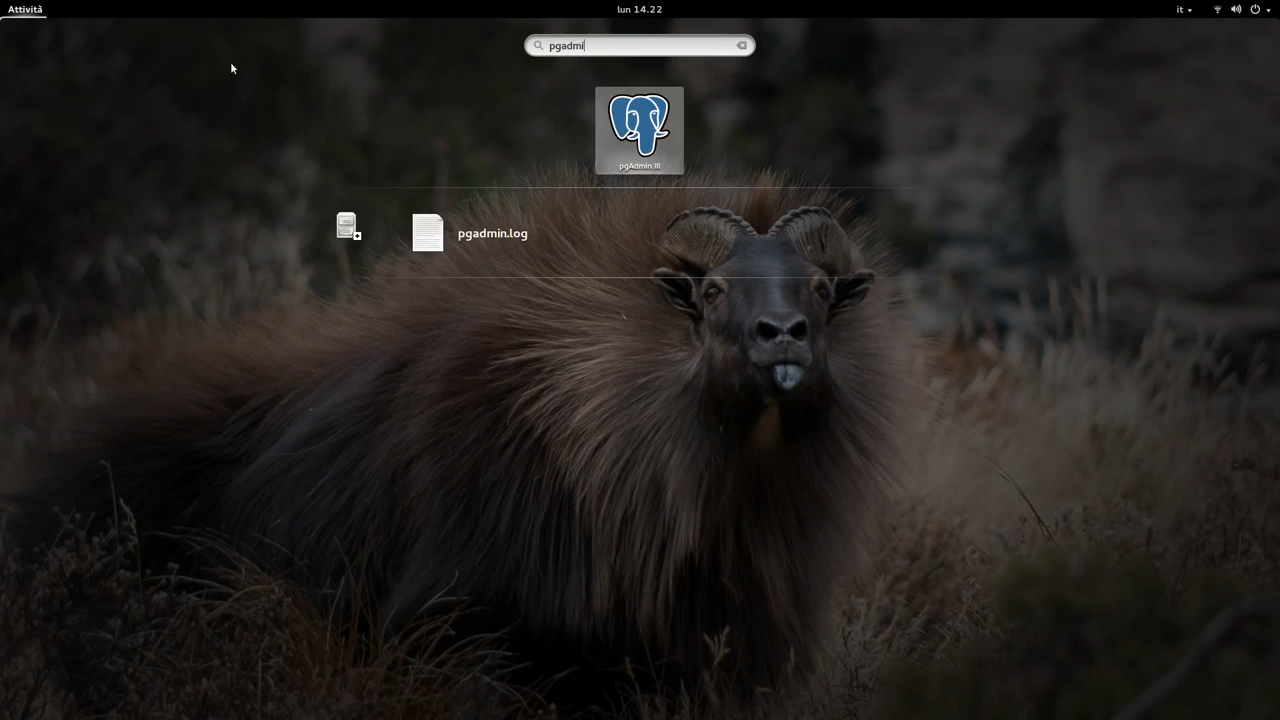 Attività
lun 14.22
it
pgadmi
pgAdmin III
pgadmin.log